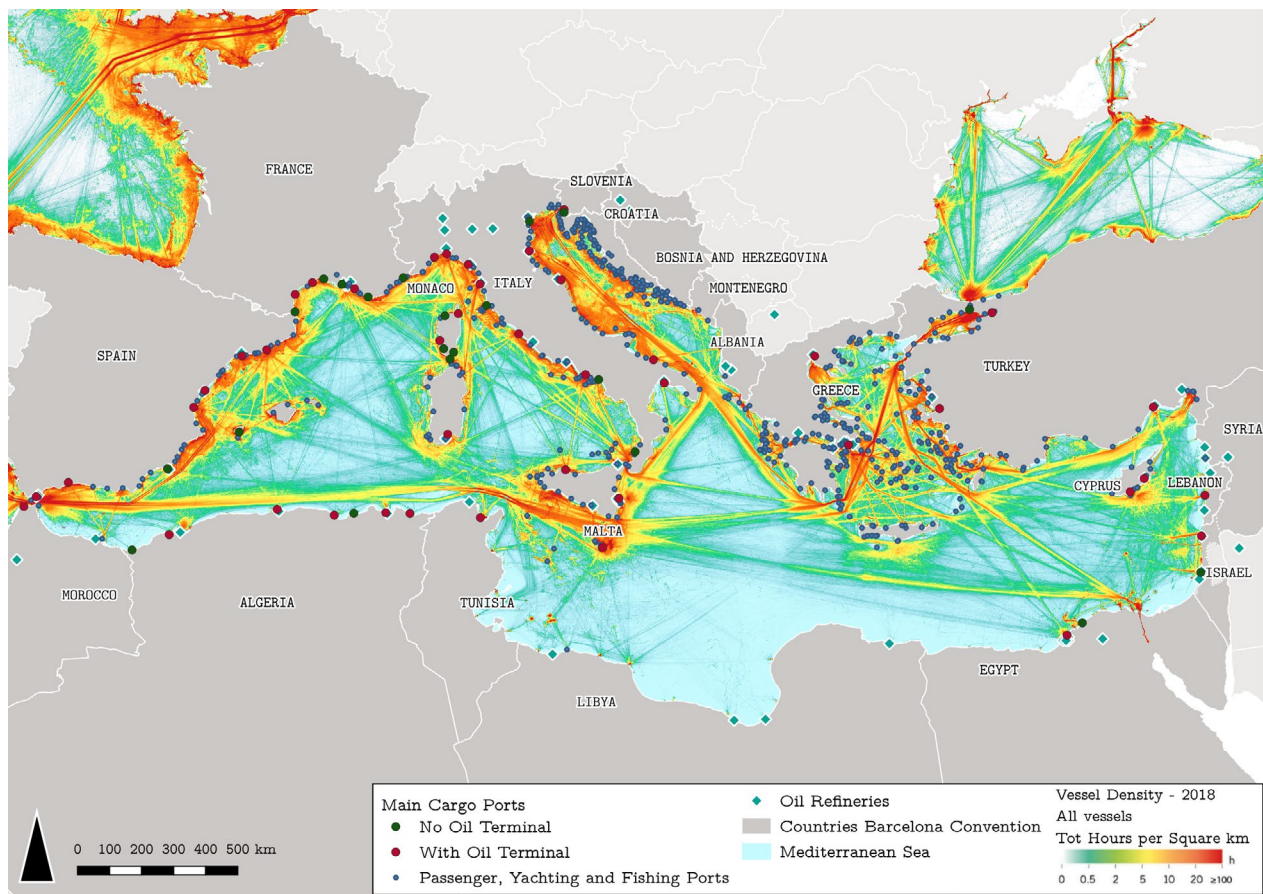 FRANCE
SLOVENIA
CROATIA
BOSNIA AND HERZEGOVINA
MONACO
ITALY
MONTENEGRO
SPAIN
ALBANIA
TURKEY
GREECE
SYRIA
CYPRUS
LEBANON
MALTA
ISRAEL
MOROCCO
ALGERIA
TUNISIA
EGYPT
LIBYA
0 100 200 300 400 500 km
Main Cargo Ports
No Oil Terminal
With Oil Terminal
Passenger, Yachting and Fishing Ports
Oil Refineries
Countries Barcelona Convention
Mediterranean Sea
Vessel Density - 2018
All vessels
Tot Hours per Square km
h
0 0.5 2 5 10 20 ≥100